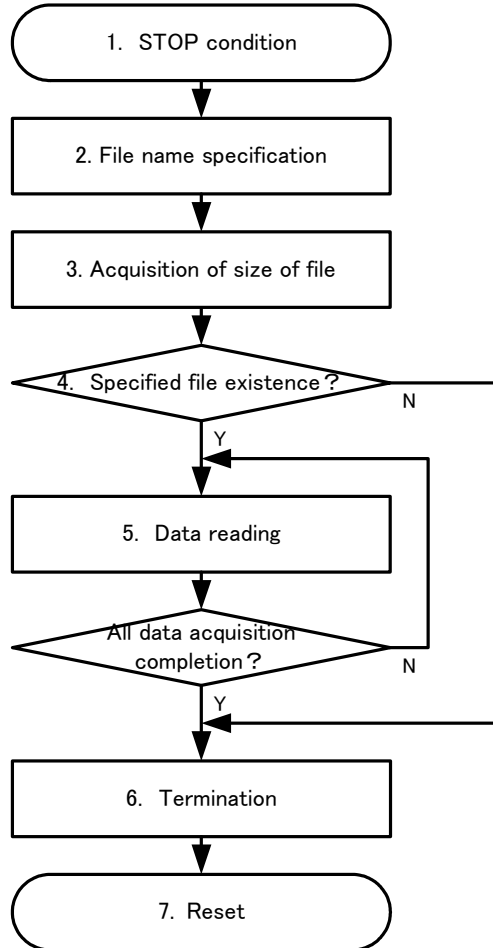 1. STOP condition
2. File name specification
3. Acquisition of size of file
4. Specified file existence？
N
Y
5. Data reading
All data acquisition
completion？
N
Y
6. Termination
7. Reset